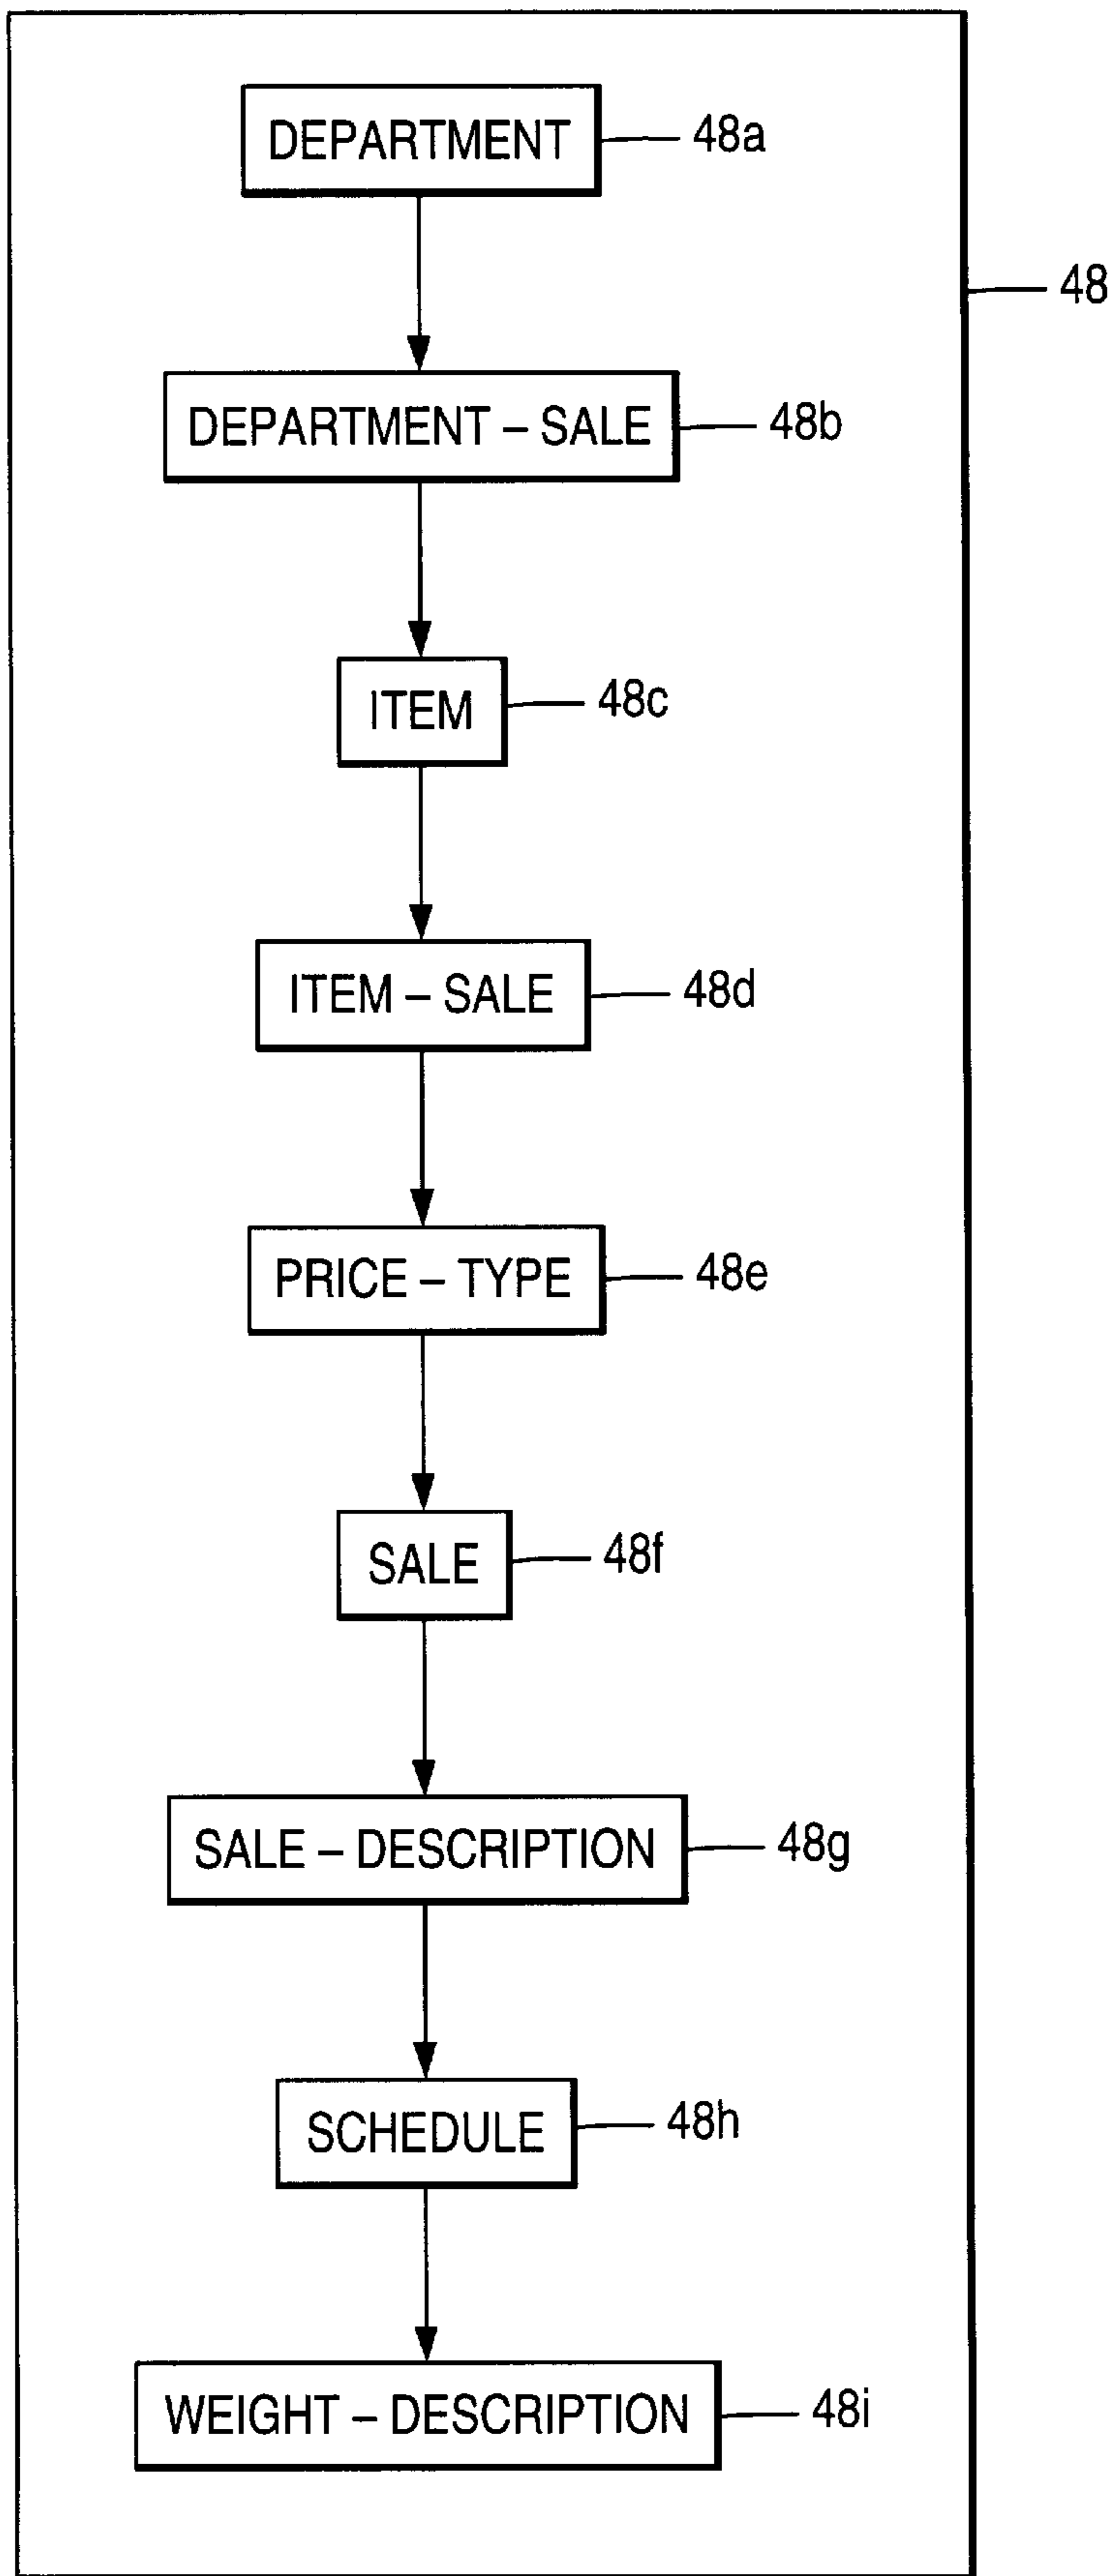 DEPARTMENT 48a
48
DEPARTMENT – SALE 48b
ITEM 48c
ITEM – SALE 48d
PRICE – TYPE 48e
SALE 48f
SALE – DESCRIPTION 48g
SCHEDULE 48h
WEIGHT – DESCRIPTION 48i